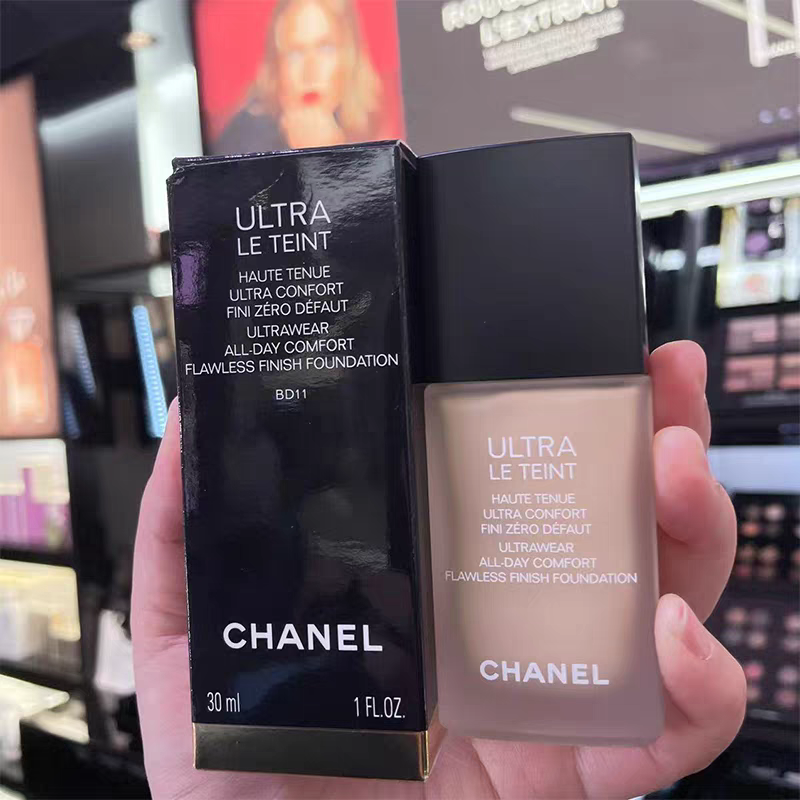 ROUGE
L'EXTRAIT
ULTRA
LE TEINT
HAUTE TENUE
ULTRA CONFORT
FINI ZÉRO DÉFAUT
ULTRAWEAR
ALL-DAY COMFORT
FLAWLESS FINISH FOUNDATION
BD11
CHANEL
30 ml
1 FL.OZ.
ULTRA
LE TEINT
HAUTE TENUE
ULTRA CONFORT
FINI ZÉRO DÉFAUT
ULTRAWEAR
ALL-DAY COMFORT
FLAWLESS FINISH FOUNDATION
CHANEL